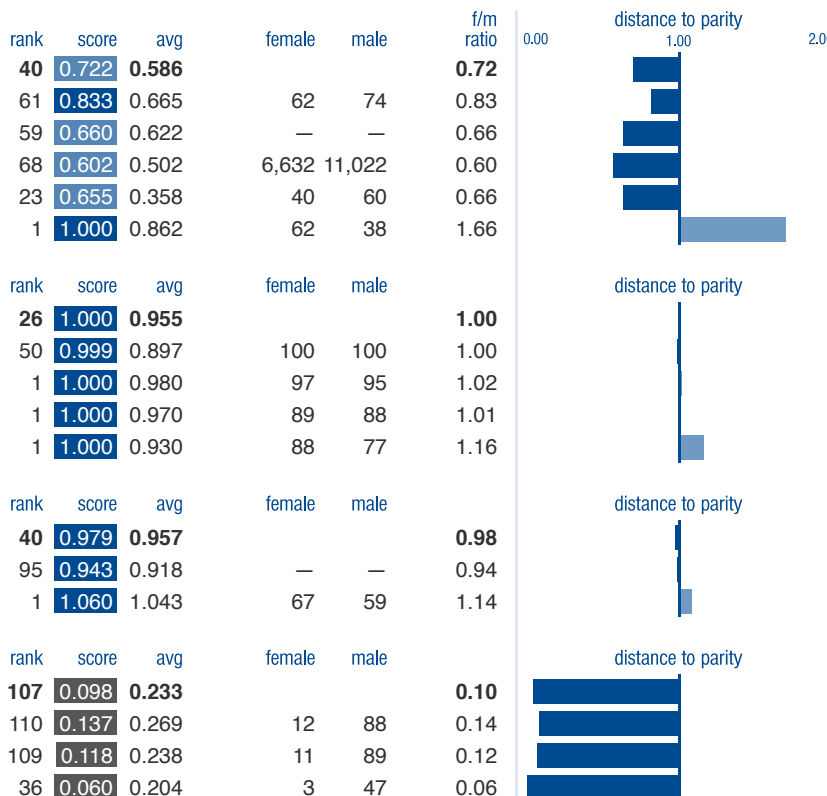 f/m distance to parity
rank score avg female male ratio 0.00 1.00 2.0
40 0.722 0.586 0.72
61 0.833 0.665 62 74 0.83
59 0.660 0.622 — — 0.66
68 0.602 0.502 6,632 11,022 0.60
23 0.655 0.358 40 60 0.66
1 1.000 0.862 62 38 1.66
rank score avg female male distance to parity
26 1.000 0.955 1.00
50 0.999 0.897 100 100 1.00
1 1.000 0.980 97 95 1.02
1 1.000 0.970 89 88 1.01
1 1.000 0.930 88 77 1.16
rank score avg female male distance to parity
40 0.979 0.957 0.98
95 0.943 0.918 — — 0.94
1 1.060 1.043 67 59 1.14
rank score avg female male distance to parity
107 0.098 0.233 0.10
110 0.137 0.269 12 88 0.14
109 0.118 0.238 11 89 0.12
36 0.060 0.204 3 47 0.06